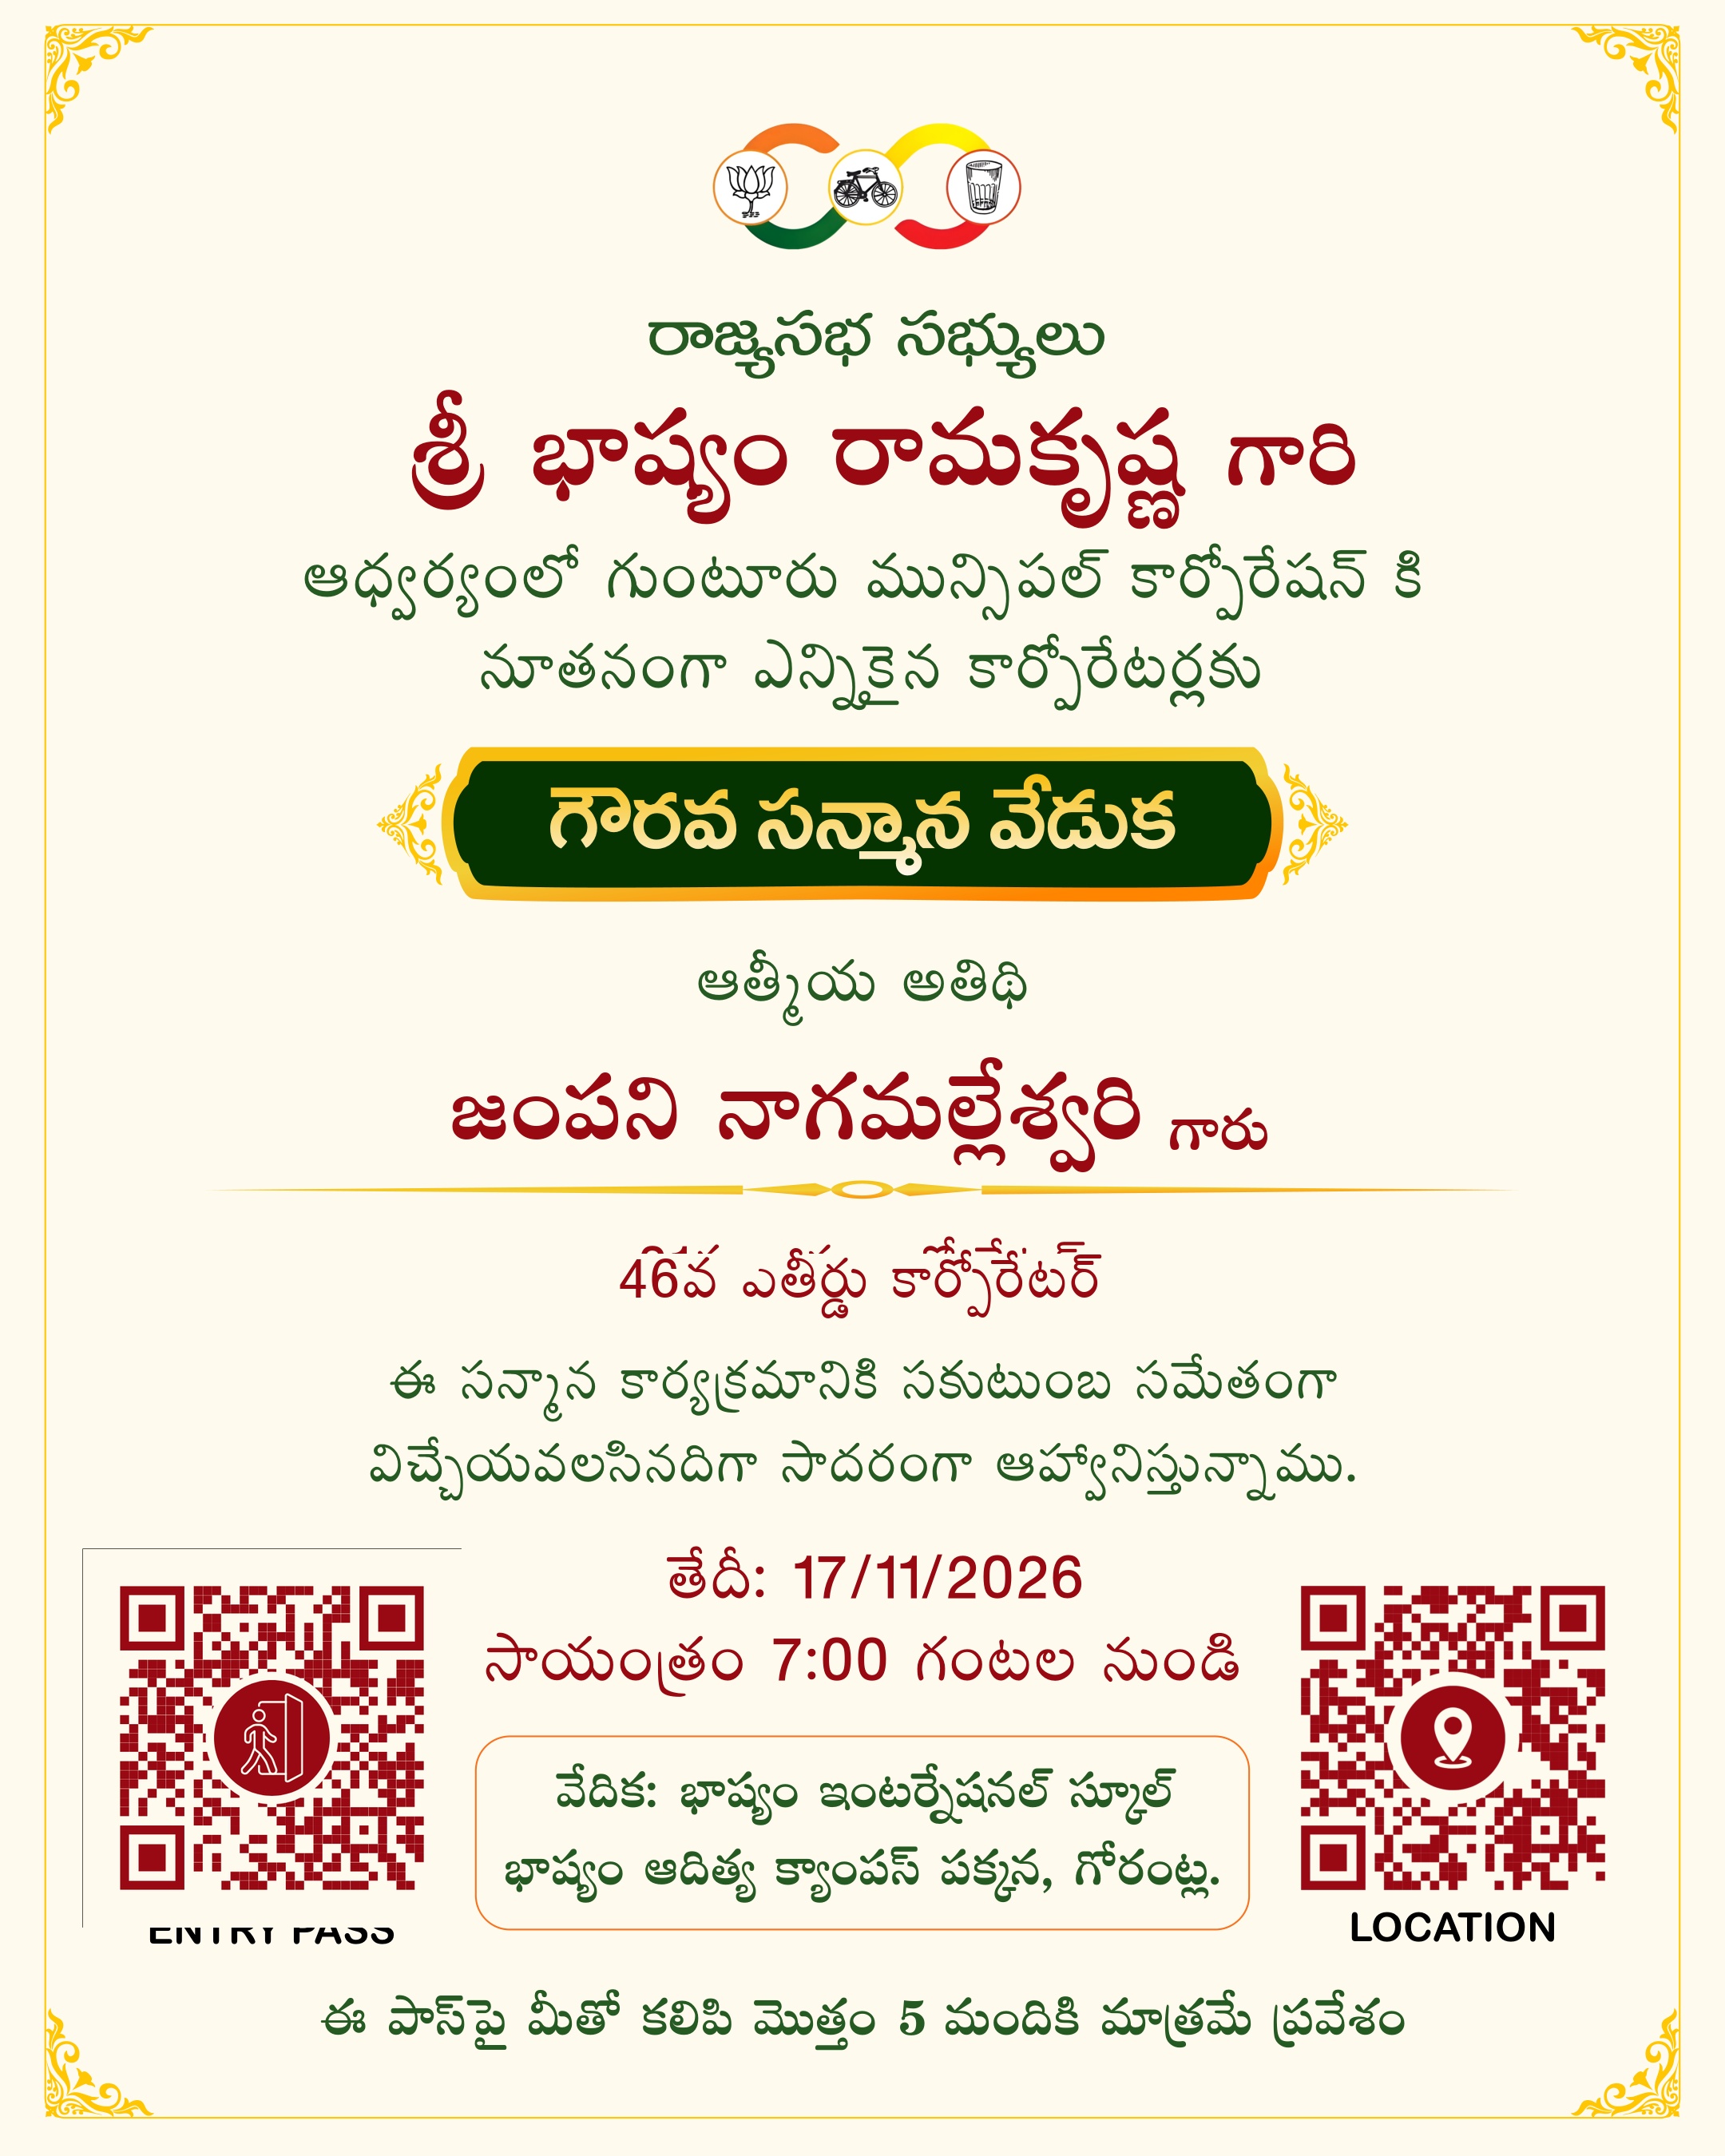 రాజ్యసభ సభ్యులు
శ్రీ భాష్యం రామకృష్ణ గారి
ఆధ్వర్యంలో గుంటూరు మున్సిపల్ కార్పోరేషన్ కి
నూతనంగా ఎన్నికైన కార్పోరేటర్లకు
గౌరవ సన్మాన వేడుక
ఆత్మీయ అతిథి
జంపని నాగమల్లేశ్వరి గారు
46వ ఎతీర్డు కార్పోరేటర్
ఈ సన్మాన కార్యక్రమానికి సకుటుంబ సమేతంగా
విచ్చేయవలసినదిగా సాదరంగా ఆహ్వానిస్తున్నాము.
తేదీ: 17/11/2026
సాయంత్రం 7:00 గంటల నుండి
వేదిక: భాష్యం ఇంటర్నేషనల్ స్కూల్
భాష్యం ఆదిత్య క్యాంపస్ పక్కన, గోరంట్ల.
ENTRY PASS
LOCATION
ఈ పాస్‌పై మీతో కలిపి మొత్తం 5 మందికి మాత్రమే ప్రవేశం